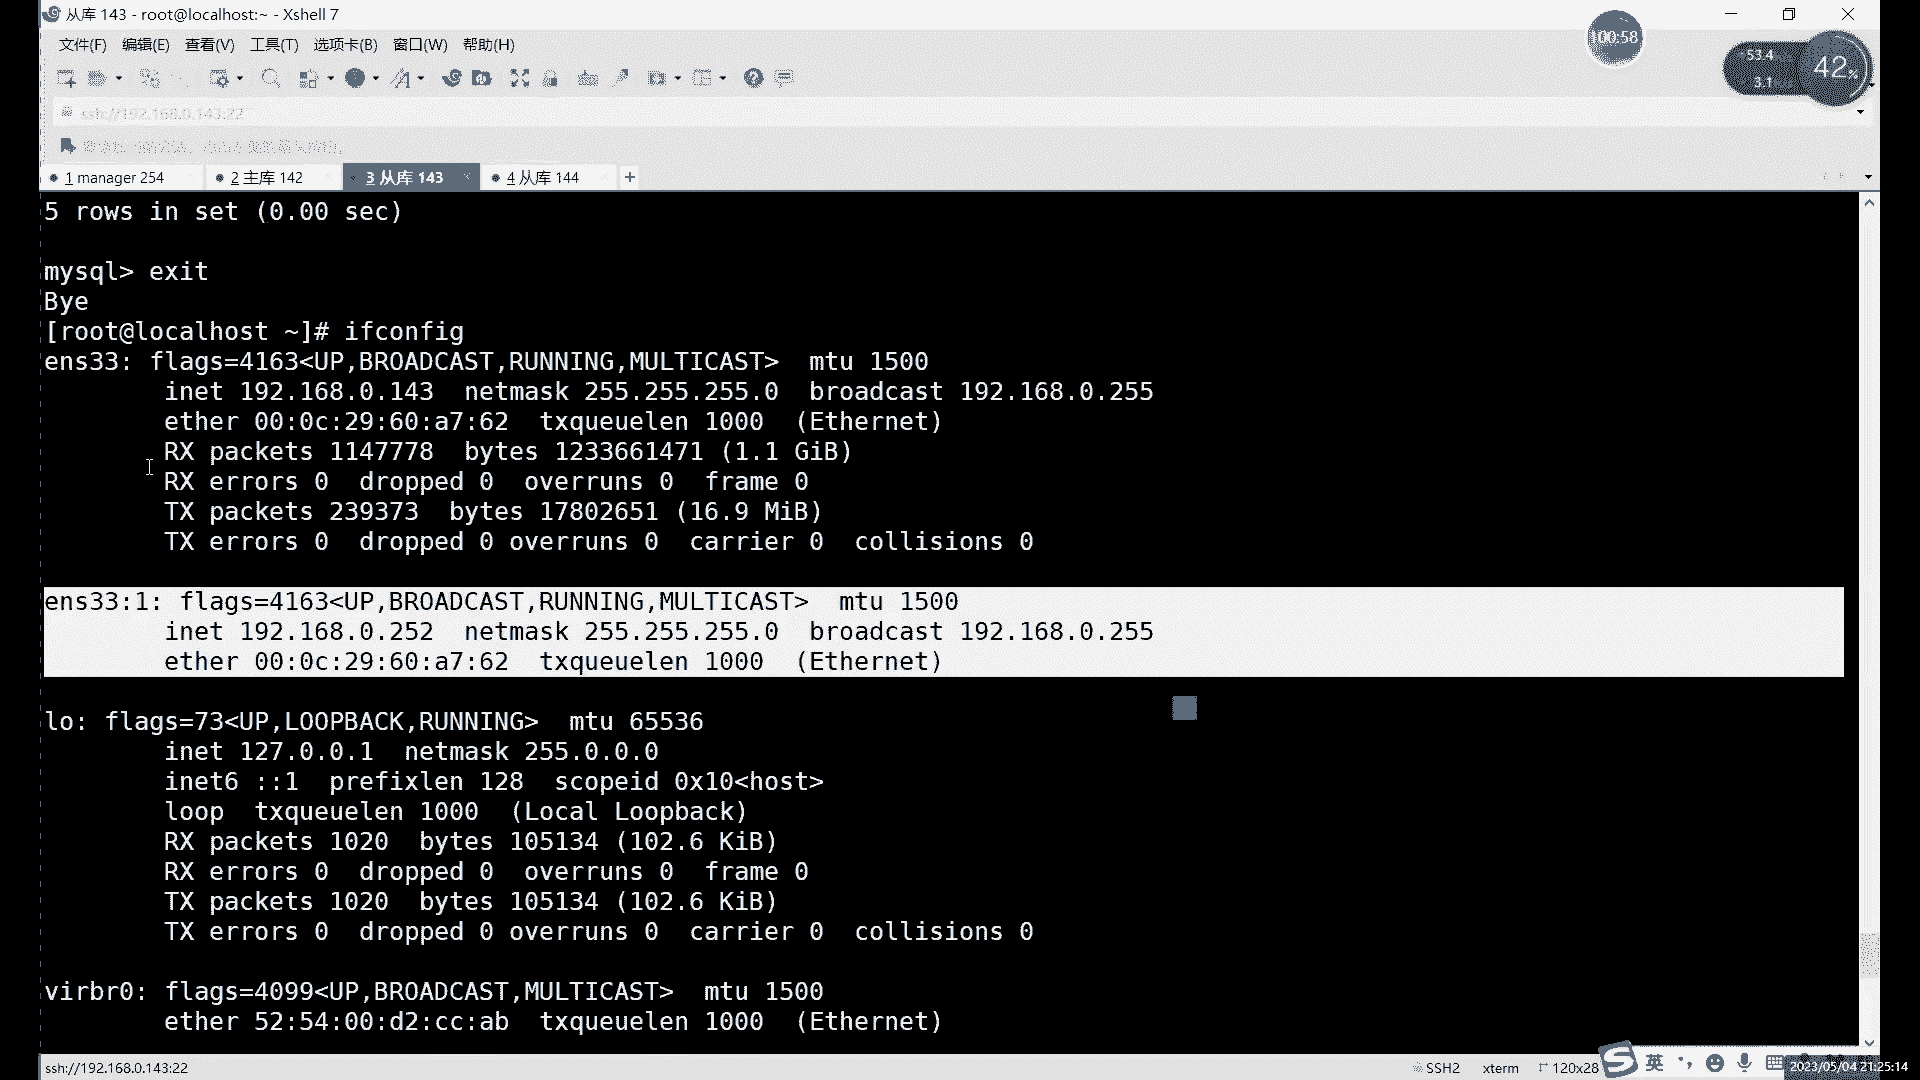 从库 143 - root@localhost:~ - Xshell 7
00:58
文件(F) 编辑(E) 查看(V) 工具(T) 选项卡(B) 窗口(W) 帮助(H)
53.4
3.1
42%
ssh://192.168.0.143:22
1 manager 254 2 主库 142 3 从库 143 4 从库 144 +
5 rows in set (0.00 sec)
mysql> exit
Bye
[root@localhost ~]# ifconfig
ens33: flags=4163<UP,BROADCAST,RUNNING,MULTICAST>  mtu 1500
inet 192.168.0.143  netmask 255.255.255.0  broadcast 192.168.0.255
ether 00:0c:29:60:a7:62  txqueuelen 1000  (Ethernet)
RX packets 1147778  bytes 1233661471 (1.1 GiB)
RX errors 0  dropped 0  overruns 0  frame 0
TX packets 239373  bytes 17802651 (16.9 MiB)
TX errors 0  dropped 0 overruns 0  carrier 0  collisions 0
ens33:1: flags=4163<UP,BROADCAST,RUNNING,MULTICAST>  mtu 1500
inet 192.168.0.252  netmask 255.255.255.0  broadcast 192.168.0.255
ether 00:0c:29:60:a7:62  txqueuelen 1000  (Ethernet)
lo: flags=73<UP,LOOPBACK,RUNNING>  mtu 65536
inet 127.0.0.1  netmask 255.0.0.0
inet6 ::1  prefixlen 128  scopeid 0x10<host>
loop  txqueuelen 1000  (Local Loopback)
RX packets 1020  bytes 105134 (102.6 KiB)
RX errors 0  dropped 0  overruns 0  frame 0
TX packets 1020  bytes 105134 (102.6 KiB)
TX errors 0  dropped 0 overruns 0  carrier 0  collisions 0
virbr0: flags=4099<UP,BROADCAST,MULTICAST>  mtu 1500
ether 52:54:00:d2:cc:ab  txqueuelen 1000  (Ethernet)
ssh://192.168.0.143:22 SSH2 xterm 120x28 英 2023/05/04 21:25:14